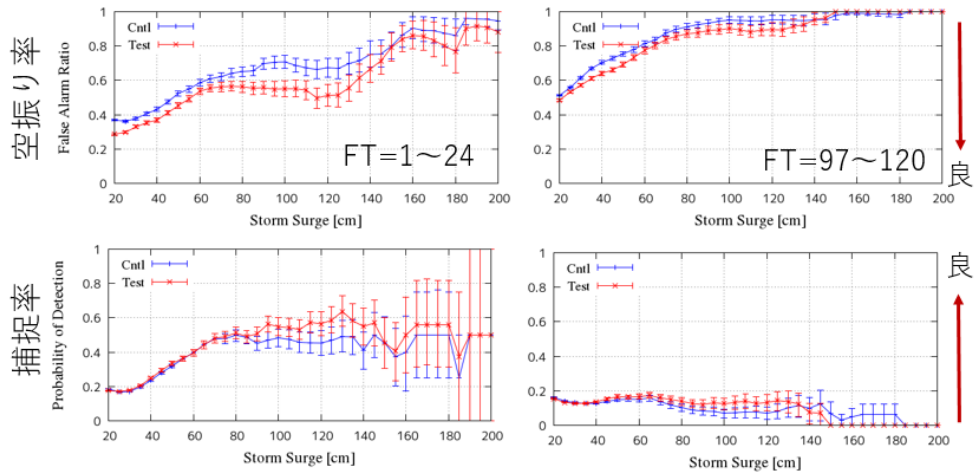 空振り率
False Alarm Ratio
1
0.8
0.6
0.4
0.2
0
Cntl
Test
FT=1～24
20 40 60 80 100 120 140 160 180 200
Storm Surge [cm]
1
0.8
0.6
0.4
0.2
0
Cntl
Test
FT=97～120
20 40 60 80 100 120 140 160 180 200
Storm Surge [cm]
良
捕捉率
Probability of Detection
1
0.8
0.6
0.4
0.2
0
Cntl
Test
20 40 60 80 100 120 140 160 180 200
Storm Surge [cm]
1
0.8
0.6
0.4
0.2
0
Cntl
Test
20 40 60 80 100 120 140 160 180 200
Storm Surge [cm]
良